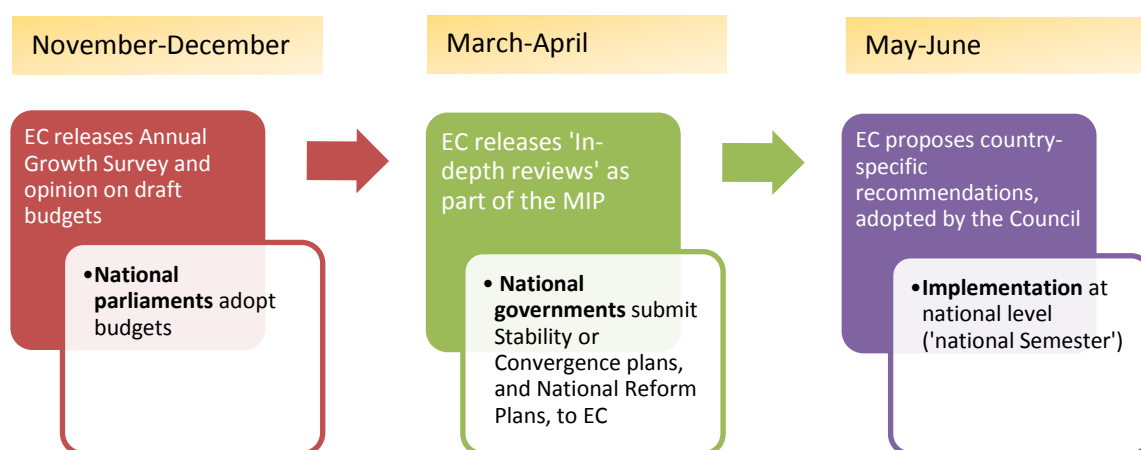 November-December
March-April
May-June
EC releases Annual
Growth Survey and
opinion on draft
budgets
•National
parliaments adopt
budgets
EC releases 'In-
depth reviews' as
part of the MIP
• National
governments submit
Stability or
Convergence plans,
and National Reform
Plans, to EC
EC proposes country-
specific
recommendations,
adopted by the Council
•Implementation at
national level
('national Semester')